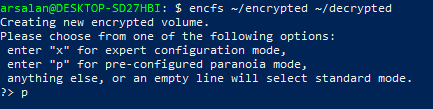 arsalan@DESKTOP-SD27HBI: $ encfs ~/encrypted ~/decrypted
Creating new encrypted volume.
Please choose from one of the following options:
enter "x" for expert configuration mode,
enter "p" for pre-configured paranoia mode,
anything else, or an empty line will select standard mode.
?> p